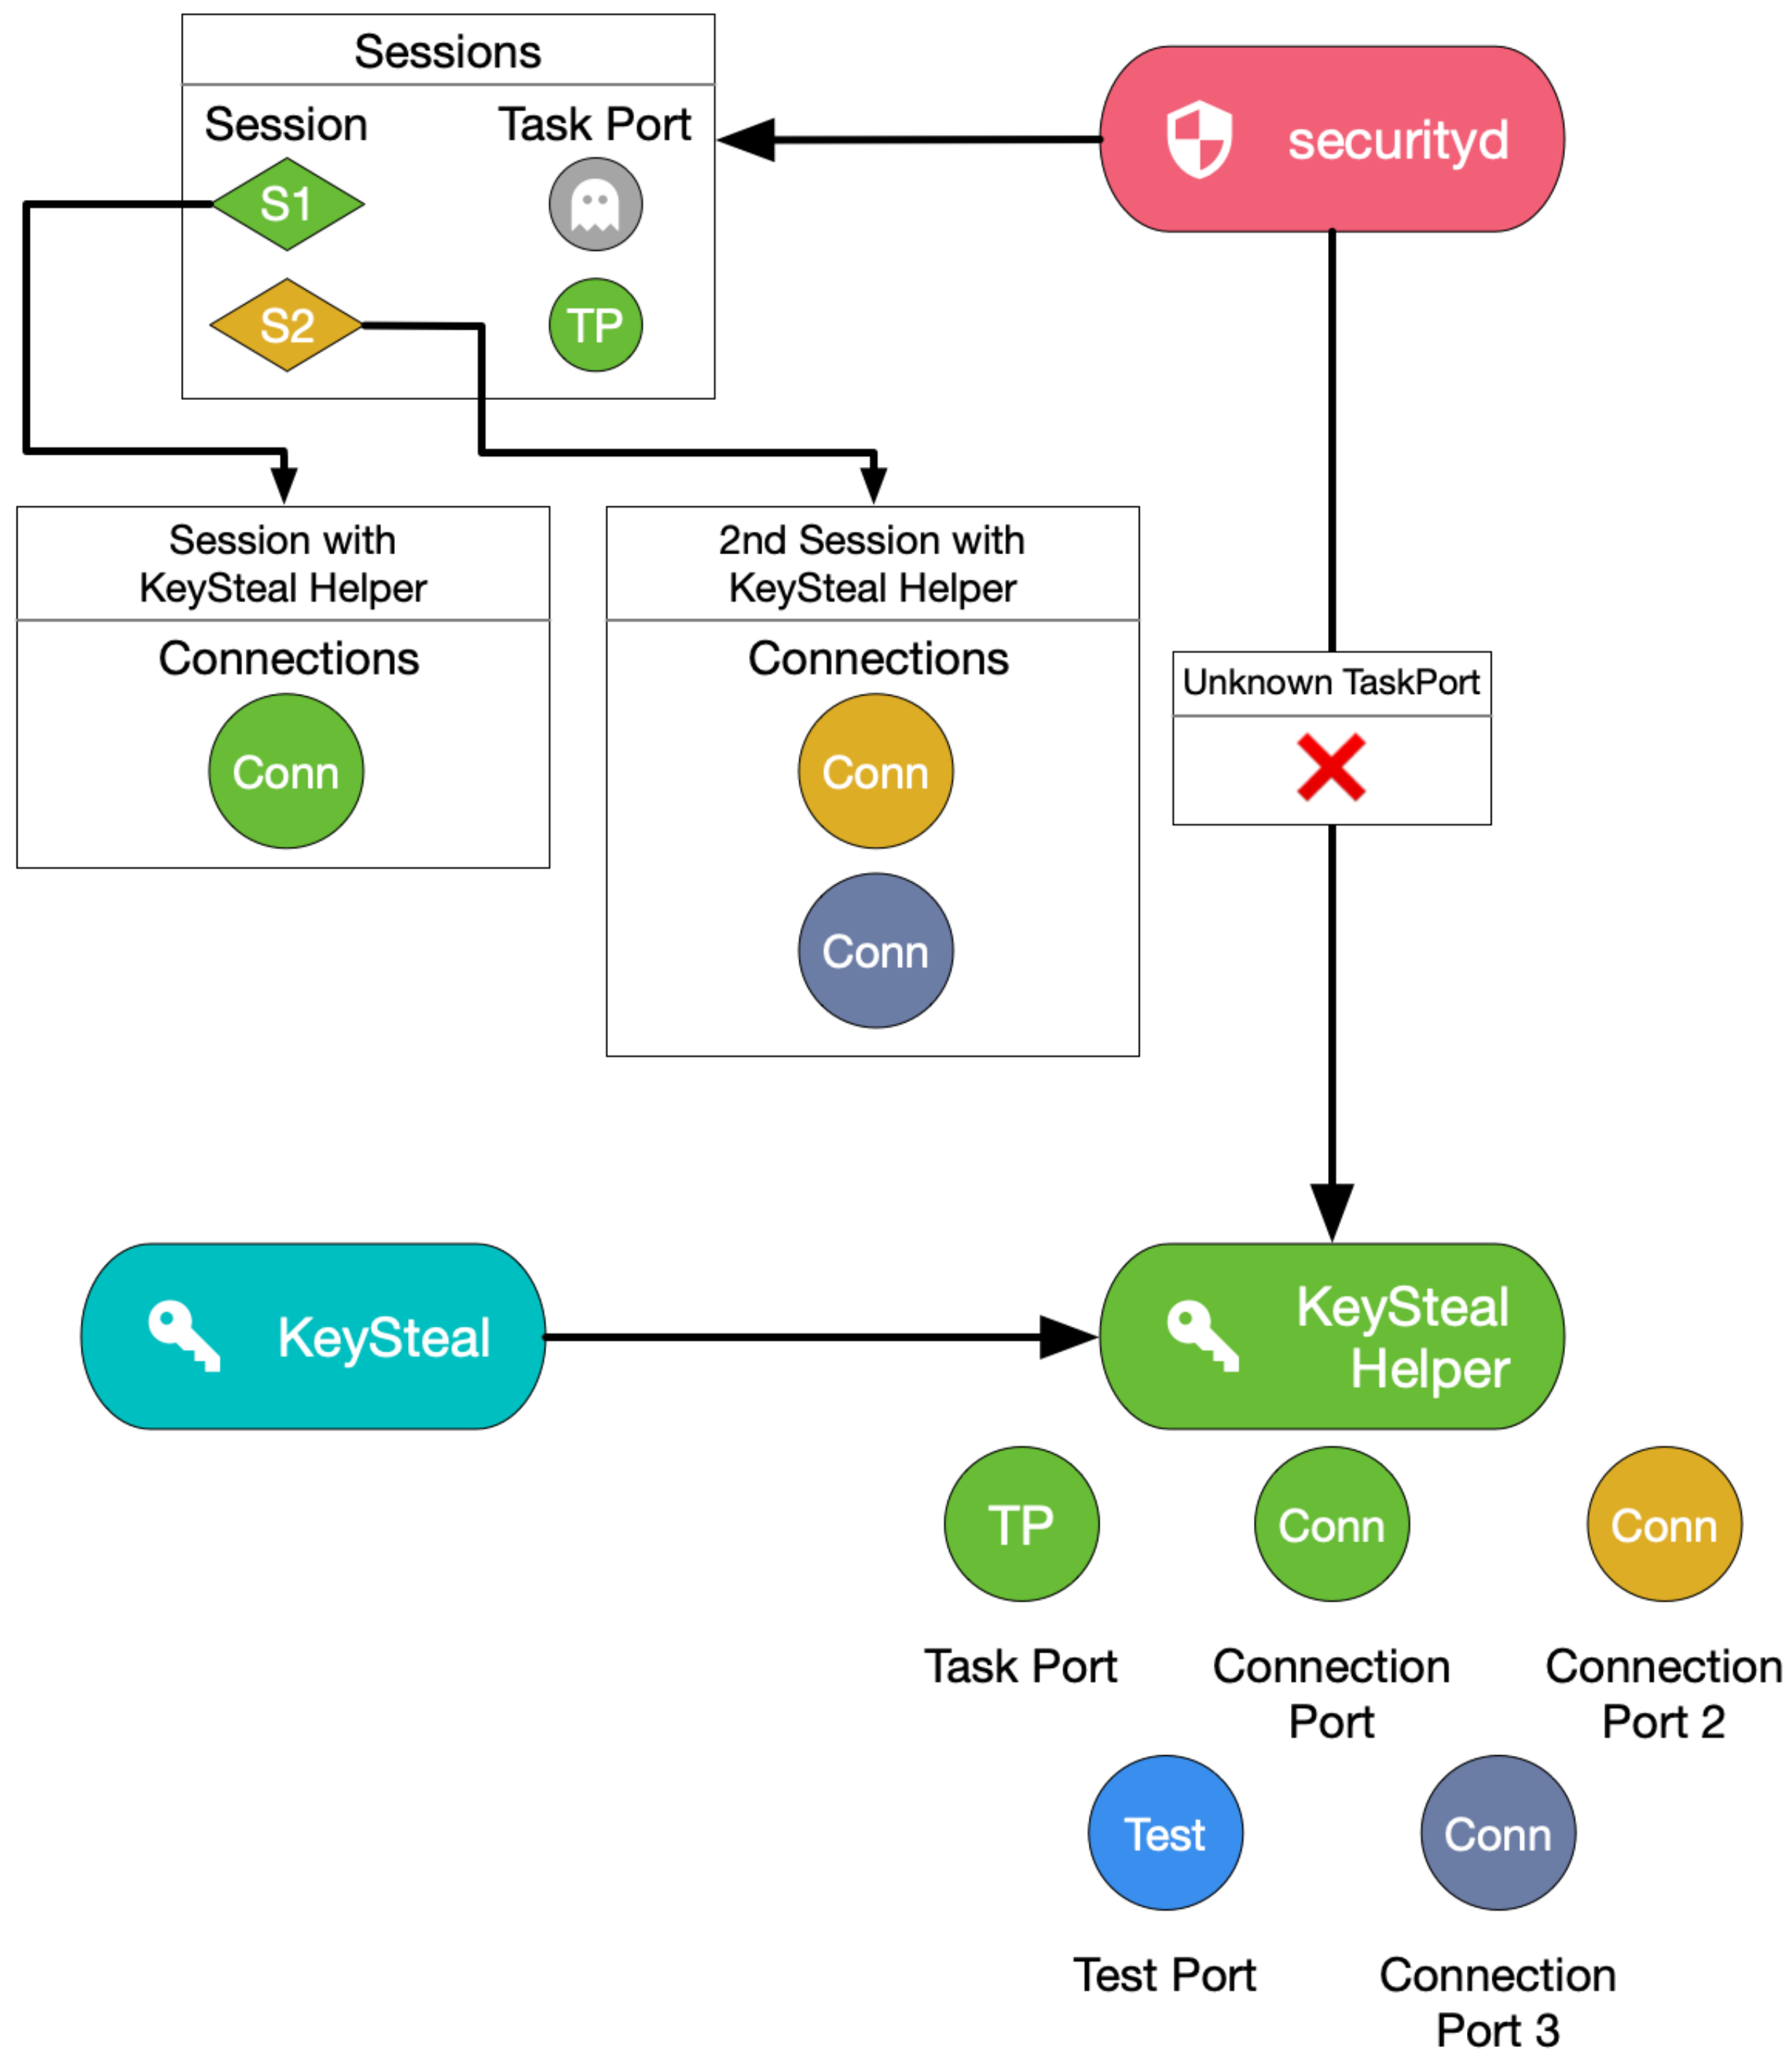 Sessions
Session
Task Port
securityd
S1
S2
TP
Session with
KeySteal Helper
Connections
Conn
2nd Session with
KeySteal Helper
Connections
Conn
Conn
Unknown TaskPort
KeySteal
KeySteal
Helper
TP
Conn
Conn
Task Port
Connection
Port
Connection
Port 2
Test
Conn
Test Port
Connection
Port 3